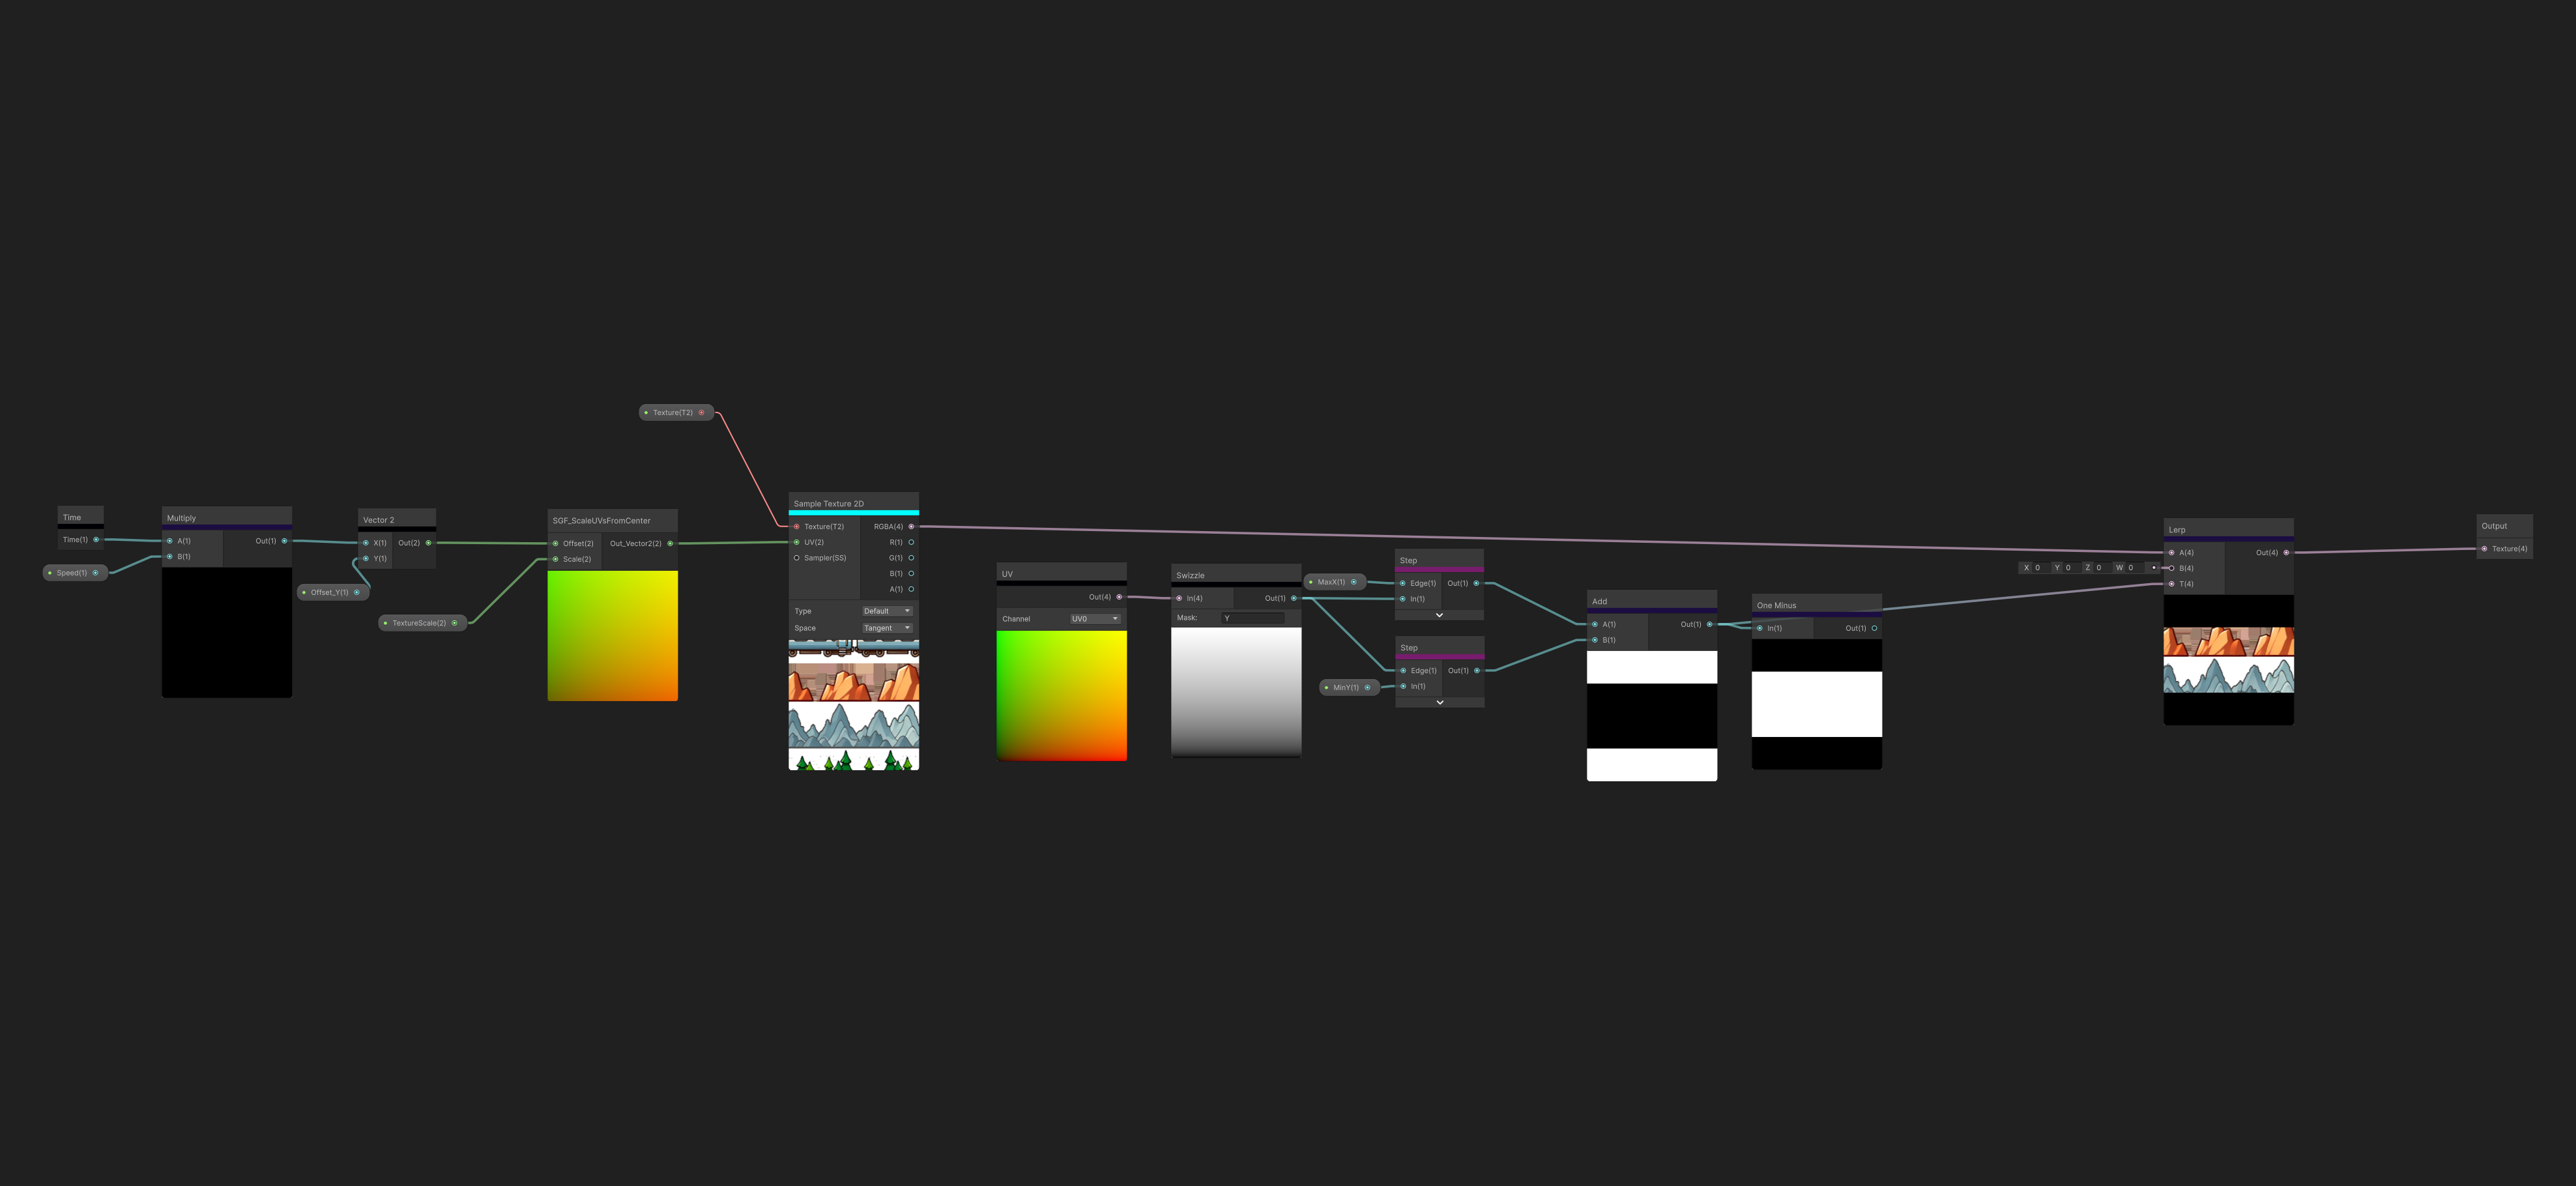 Texture(T2)
Time
Time(1)
Speed(1)
Multiply
A(1)
Out(1)
B(1)
Vector 2
X(1)
Out(2)
Y(1)
Offset_Y(1)
TextureScale(2)
SGF_ScaleUVsFromCenter
Offset(2)
Out_Vector2(2)
Scale(2)
Sample Texture 2D
Texture(T2)
RGBA(4)
UV(2)
R(1)
Sampler(SS)
G(1)
B(1)
A(1)
Type
Default
Space
Tangent
UV
Out(4)
Channel
UV0
Swizzle
In(4)
Out(1)
Mask:
Y
MaxX(1)
Step
Edge(1)
Out(1)
In(1)
MinY(1)
Step
Edge(1)
Out(1)
In(1)
Add
A(1)
Out(1)
B(1)
One Minus
In(1)
Out(1)
X 0 Y 0 Z 0 W 0
Lerp
A(4)
Out(4)
B(4)
T(4)
Output
Texture(4)